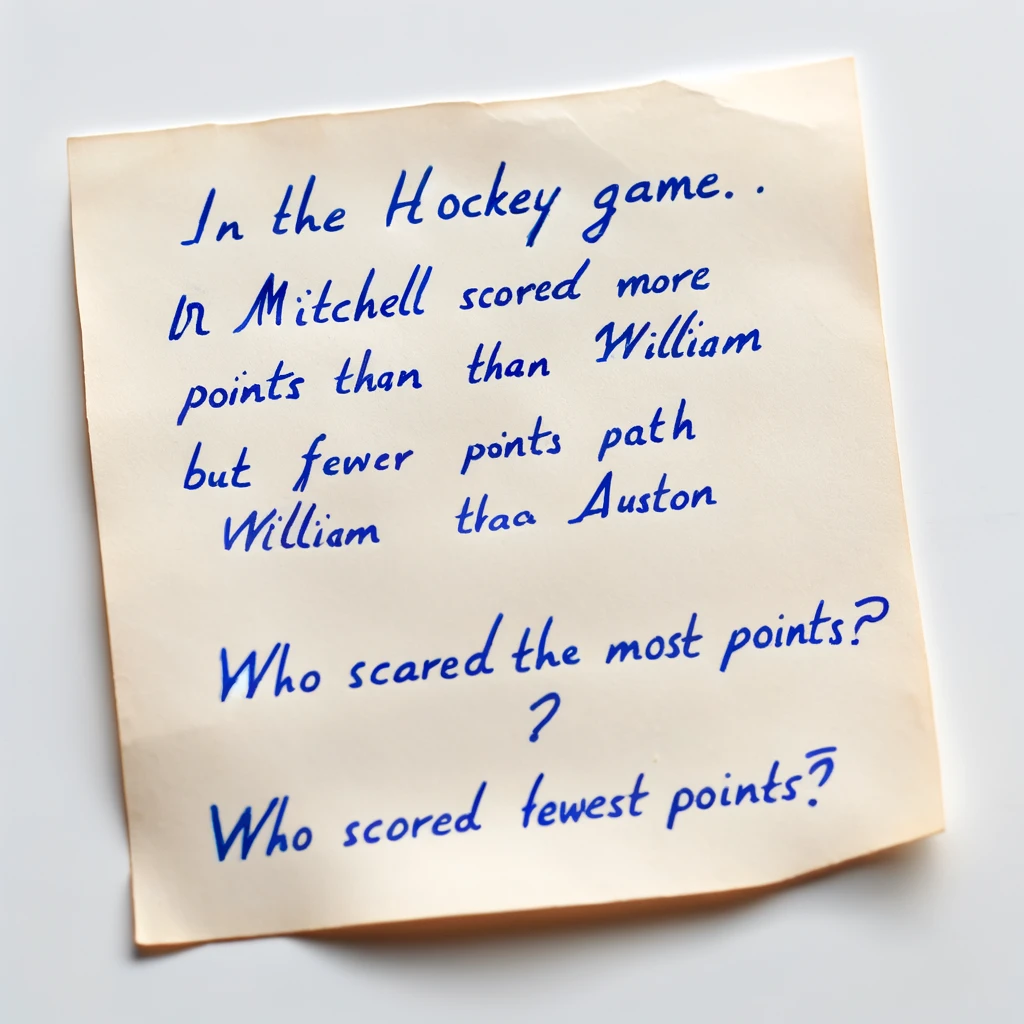 In the Hockey game. .
Mitchell scored more
points than than William
but fewer points path
William thaa Auston
Who scared the most points?
?
Who scored fewest points?